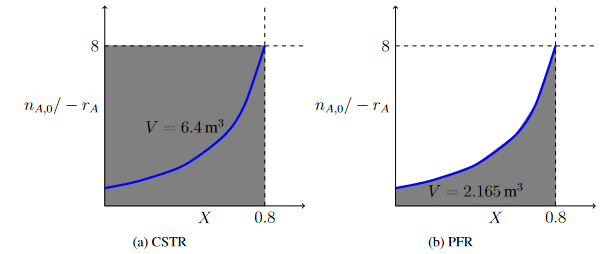 8
n_{A,0}/ − r_A
V = 6.4 m³
X
0.8
(a) CSTR
8
n_{A,0}/ − r_A
V = 2.165 m³
X
0.8
(b) PFR